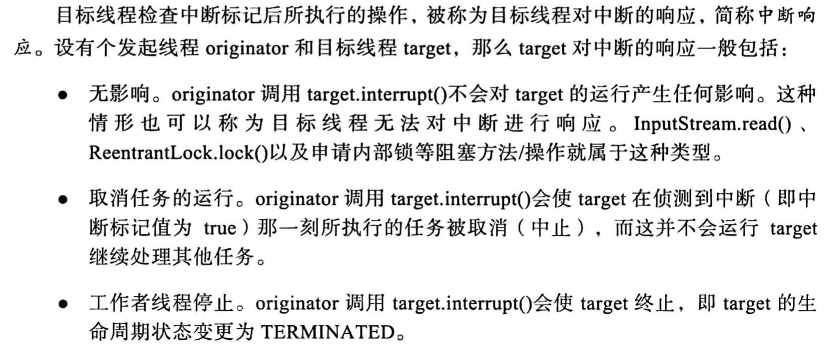 目标线程检查中断标记后所执行的操作，被称为目标线程对中断的响应，简称中断响
应。设有个发起线程 originator 和目标线程 target，那么 target 对中断的响应一般包括：
● 无影响。originator 调用 target.interrupt()不会对 target 的运行产生任何影响。这种
情形也可以称为目标线程无法对中断进行响应。InputStream.read()、
ReentrantLock.lock()以及申请内部锁等阻塞方法/操作就属于这种类型。
● 取消任务的运行。originator 调用 target.interrupt()会使 target 在侦测到中断（即中
断标记值为 true）那一刻所执行的任务被取消（中止），而这并不会运行 target
继续处理其他任务。
● 工作者线程停止。originator 调用 target.interrupt()会使 target 终止，即 target 的生
命周期状态变更为 TERMINATED。